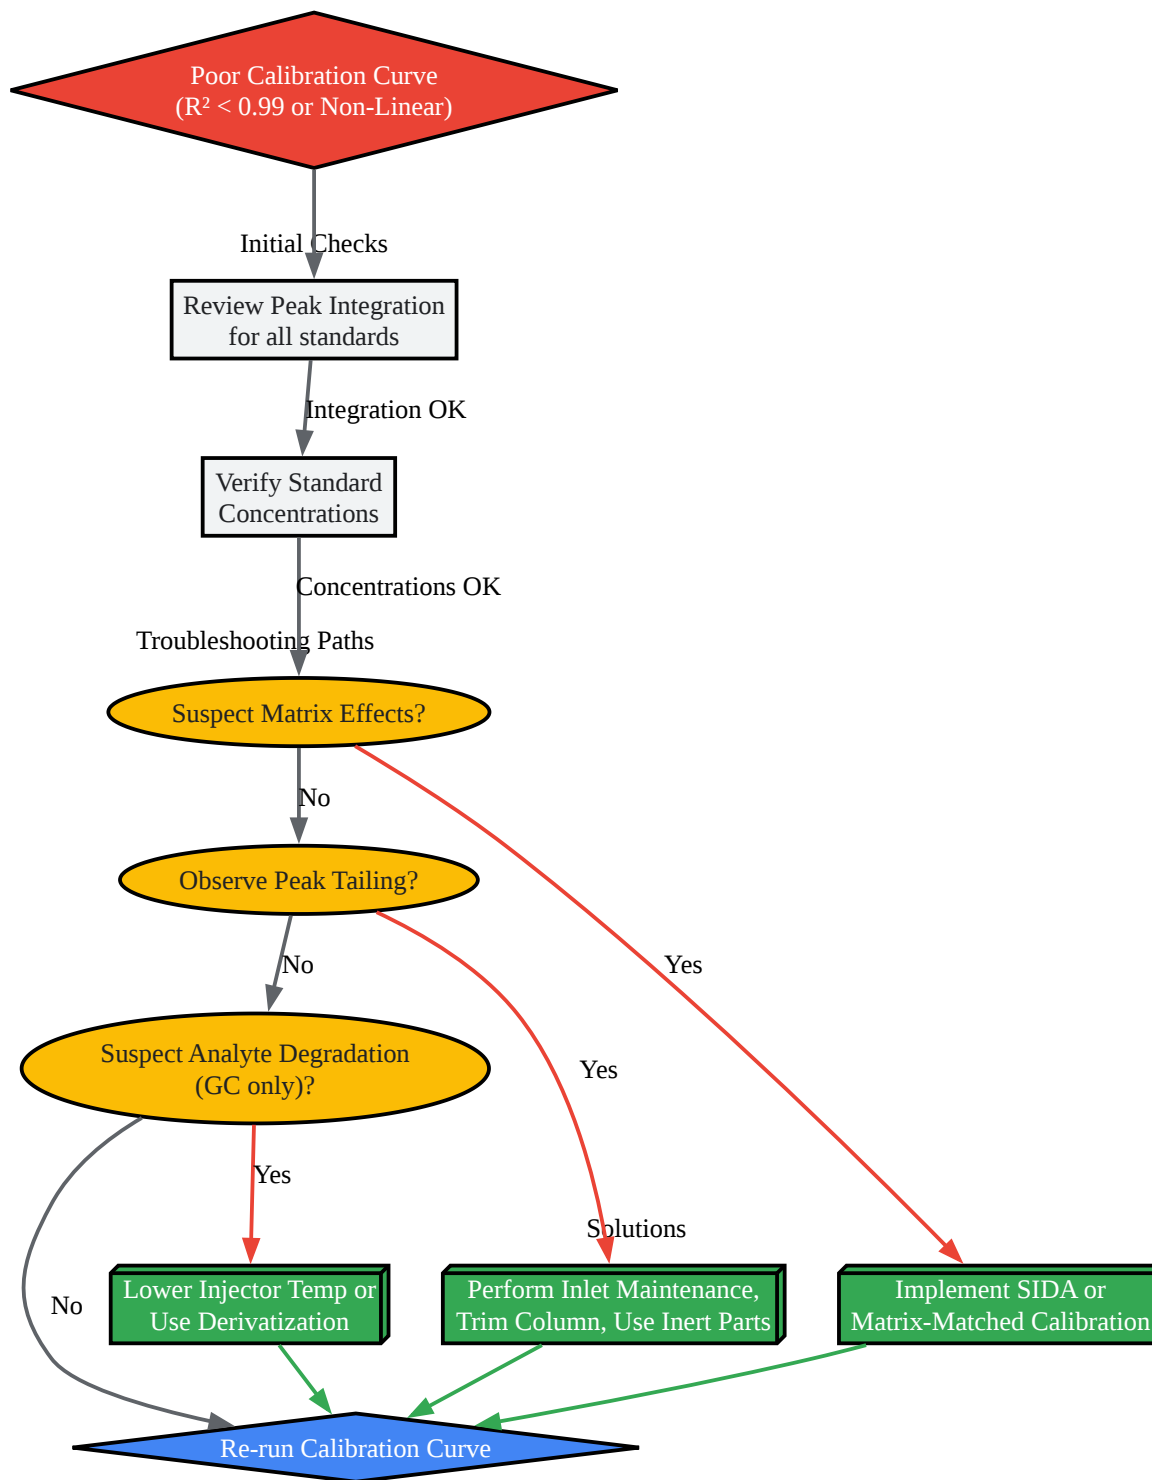 Poor Calibration Curve
(R² < 0.99 or Non-Linear)
Initial Checks
Review Peak Integration
for all standards
Integration OK
Verify Standard
Concentrations
Concentrations OK
Troubleshooting Paths
Suspect Matrix Effects?
No
Observe Peak Tailing?
No
Yes
Suspect Analyte Degradation
(GC only)?
Yes
Yes
Solutions
Lower Injector Temp or
Use Derivatization
Perform Inlet Maintenance,
Trim Column, Use Inert Parts
Implement SIDA or
Matrix-Matched Calibration
No
Re-run Calibration Curve